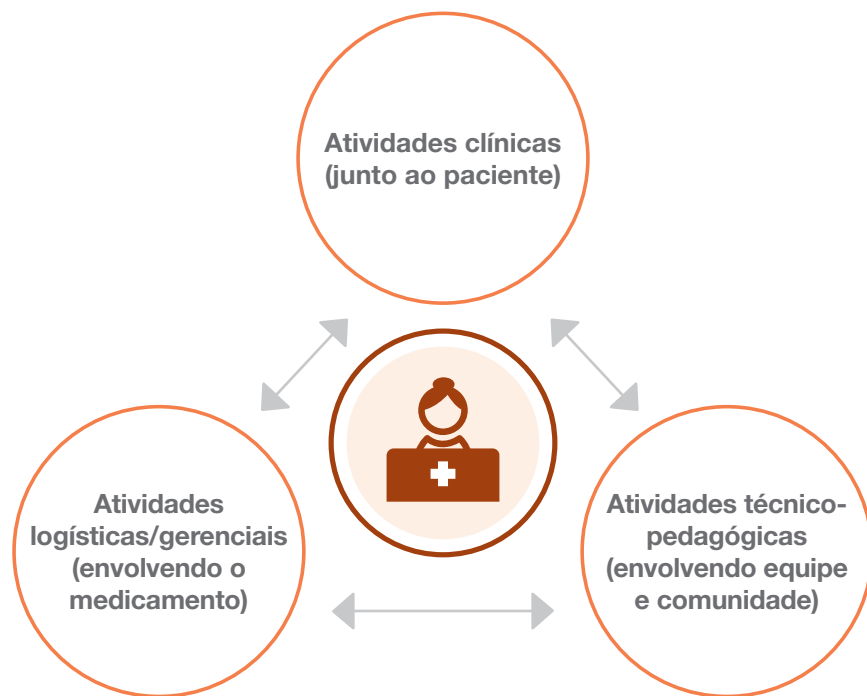 Atividades clínicas
(junto ao paciente)
Atividades
logísticas/gerenciais
(envolvendo o
medicamento)
Atividades técnico-
pedagógicas
(envolvendo equipe
e comunidade)